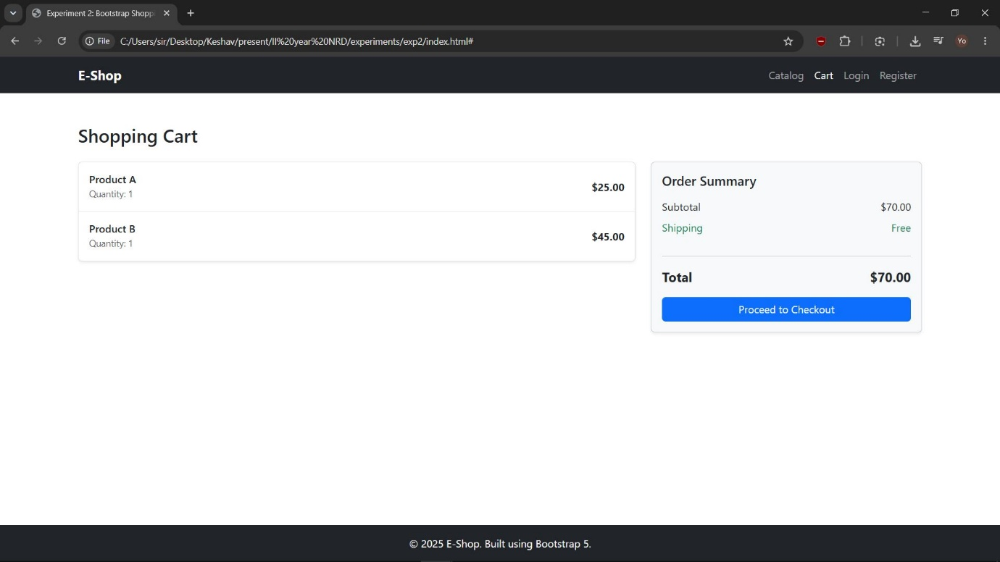 Experiment 2: Bootstrap Shopp
File
C:/Users/sir/Desktop/Keshav/present/II%20year%20NRD/experiments/exp2/index.html#
Yo
E-Shop
Catalog Cart Login Register
Shopping Cart
Product A
Quantity: 1
$25.00
Product B
Quantity: 1
$45.00
Order Summary
Subtotal $70.00
Shipping Free
Total $70.00
Proceed to Checkout
© 2025 E-Shop. Built using Bootstrap 5.